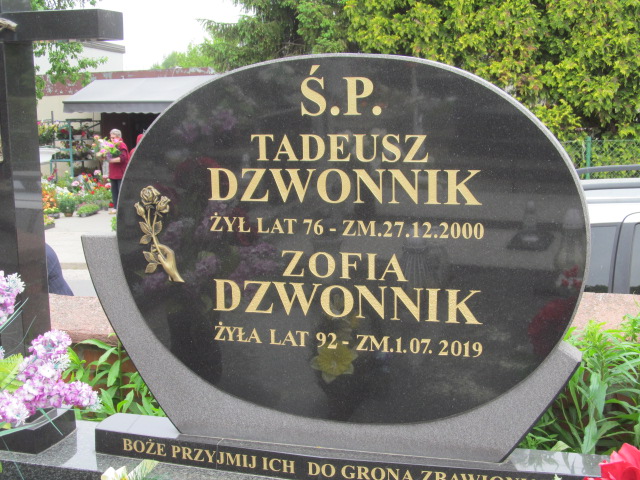 Ś.P.
TADEUSZ
DZWONNIK
ŻYŁ LAT 76 - ZM.27.12.2000
ZOFIA
DZWONNIK
ŻYŁA LAT 92 - ZM.1.07. 2019
BOŻE PRZYJMIJ ICH DO GRONA